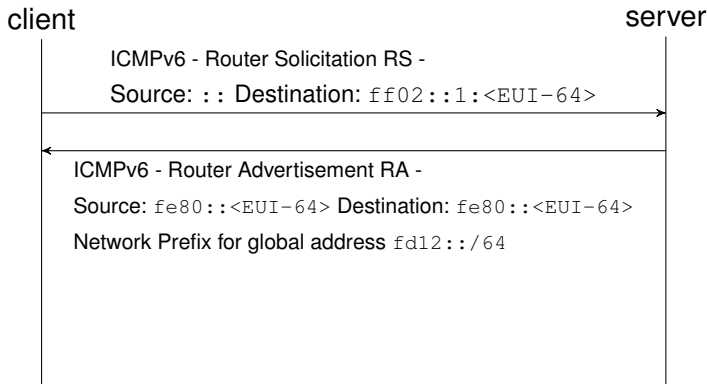 client
server
ICMPv6 - Router Solicitation RS -
Source: :: Destination: ff02::1:<EUI-64>
ICMPv6 - Router Advertisement RA -
Source: fe80::<EUI-64> Destination: fe80::<EUI-64>
Network Prefix for global address fd12::/64